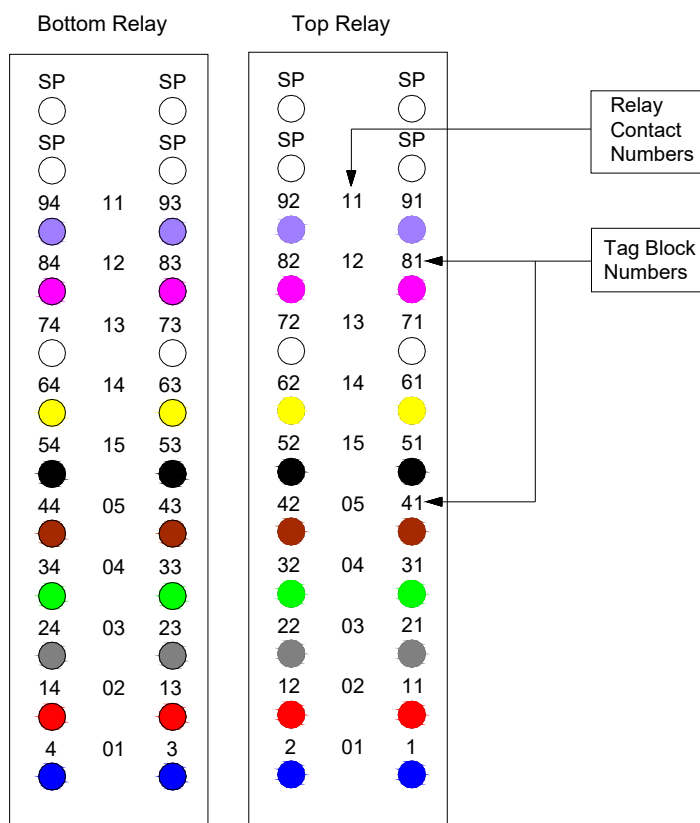 Bottom Relay Top Relay
SP SP SP SP
SP SP SP SP
Relay
Contact
Numbers
94 11 93 92 11 91
84 12 83 82 12 81
Tag Block
Numbers
74 13 73 72 13 71
64 14 63 62 14 61
54 15 53 52 15 51
44 05 43 42 05 41
34 04 33 32 04 31
24 03 23 22 03 21
14 02 13 12 02 11
4 01 3 2 01 1